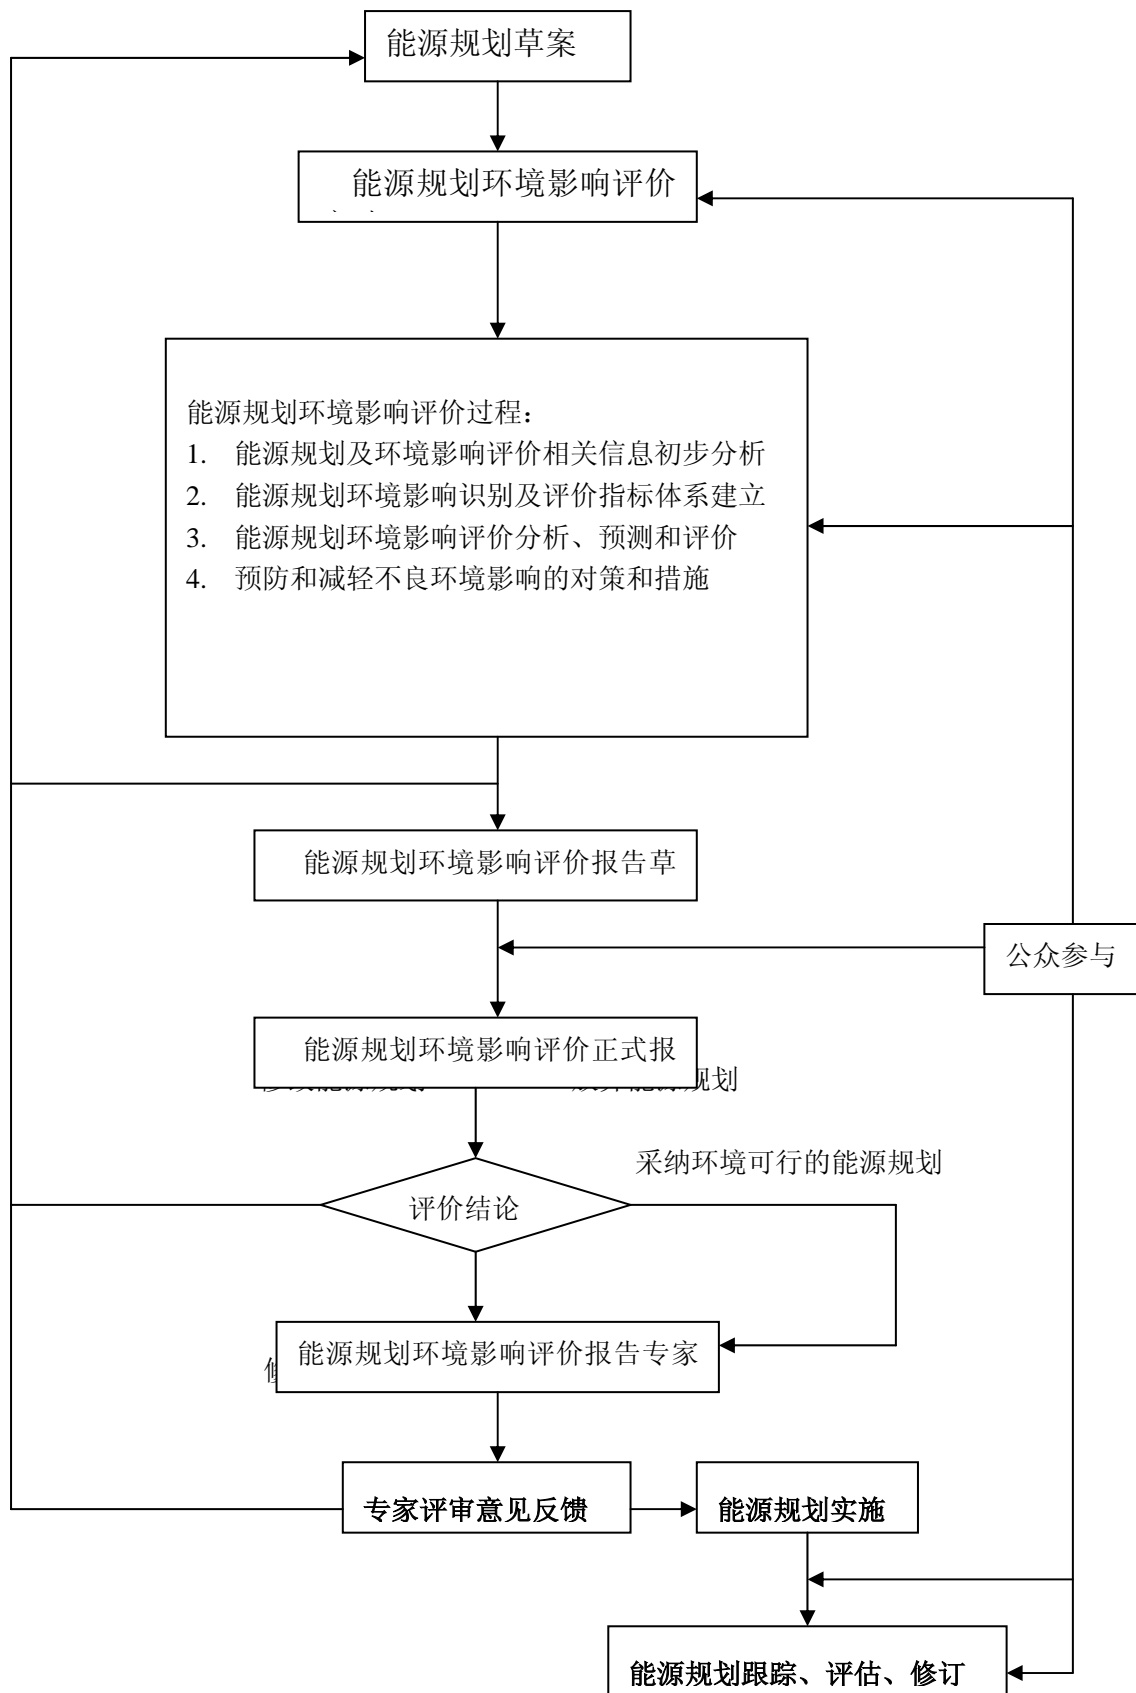 能源规划草案
能源规划环境影响评价
能源规划环境影响评价过程：
1. 能源规划及环境影响评价相关信息初步分析
2. 能源规划环境影响识别及评价指标体系建立
3. 能源规划环境影响评价分析、预测和评价
4. 预防和减轻不良环境影响的对策和措施
能源规划环境影响评价报告草
公众参与
能源规划环境影响评价正式报
能源规划
采纳环境可行的能源规划
评价结论
能源规划环境影响评价报告专家
专家评审意见反馈
能源规划实施
能源规划跟踪、评估、修订